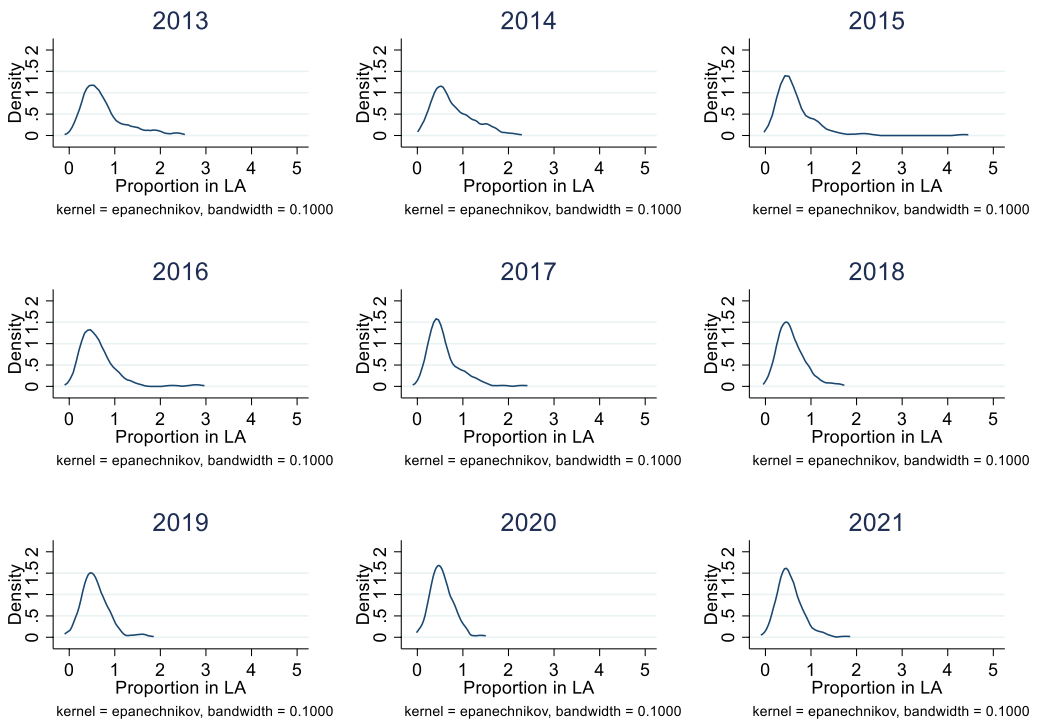 2013
2014
2015
Density
0 .5 1 1.5 2
0 1 2 3 4 5
Proportion in LA
kernel = epanechnikov, bandwidth = 0.1000
Density
0 .5 1 1.5 2
0 1 2 3 4 5
Proportion in LA
kernel = epanechnikov, bandwidth = 0.1000
Density
0 .5 1 1.5 2
0 1 2 3 4 5
Proportion in LA
kernel = epanechnikov, bandwidth = 0.1000
2016
2017
2018
Density
0 .5 1 1.5 2
0 1 2 3 4 5
Proportion in LA
kernel = epanechnikov, bandwidth = 0.1000
Density
0 .5 1 1.5 2
0 1 2 3 4 5
Proportion in LA
kernel = epanechnikov, bandwidth = 0.1000
Density
0 .5 1 1.5 2
0 1 2 3 4 5
Proportion in LA
kernel = epanechnikov, bandwidth = 0.1000
2019
2020
2021
Density
0 .5 1 1.5 2
0 1 2 3 4 5
Proportion in LA
kernel = epanechnikov, bandwidth = 0.1000
Density
0 .5 1 1.5 2
0 1 2 3 4 5
Proportion in LA
kernel = epanechnikov, bandwidth = 0.1000
Density
0 .5 1 1.5 2
0 1 2 3 4 5
Proportion in LA
kernel = epanechnikov, bandwidth = 0.1000